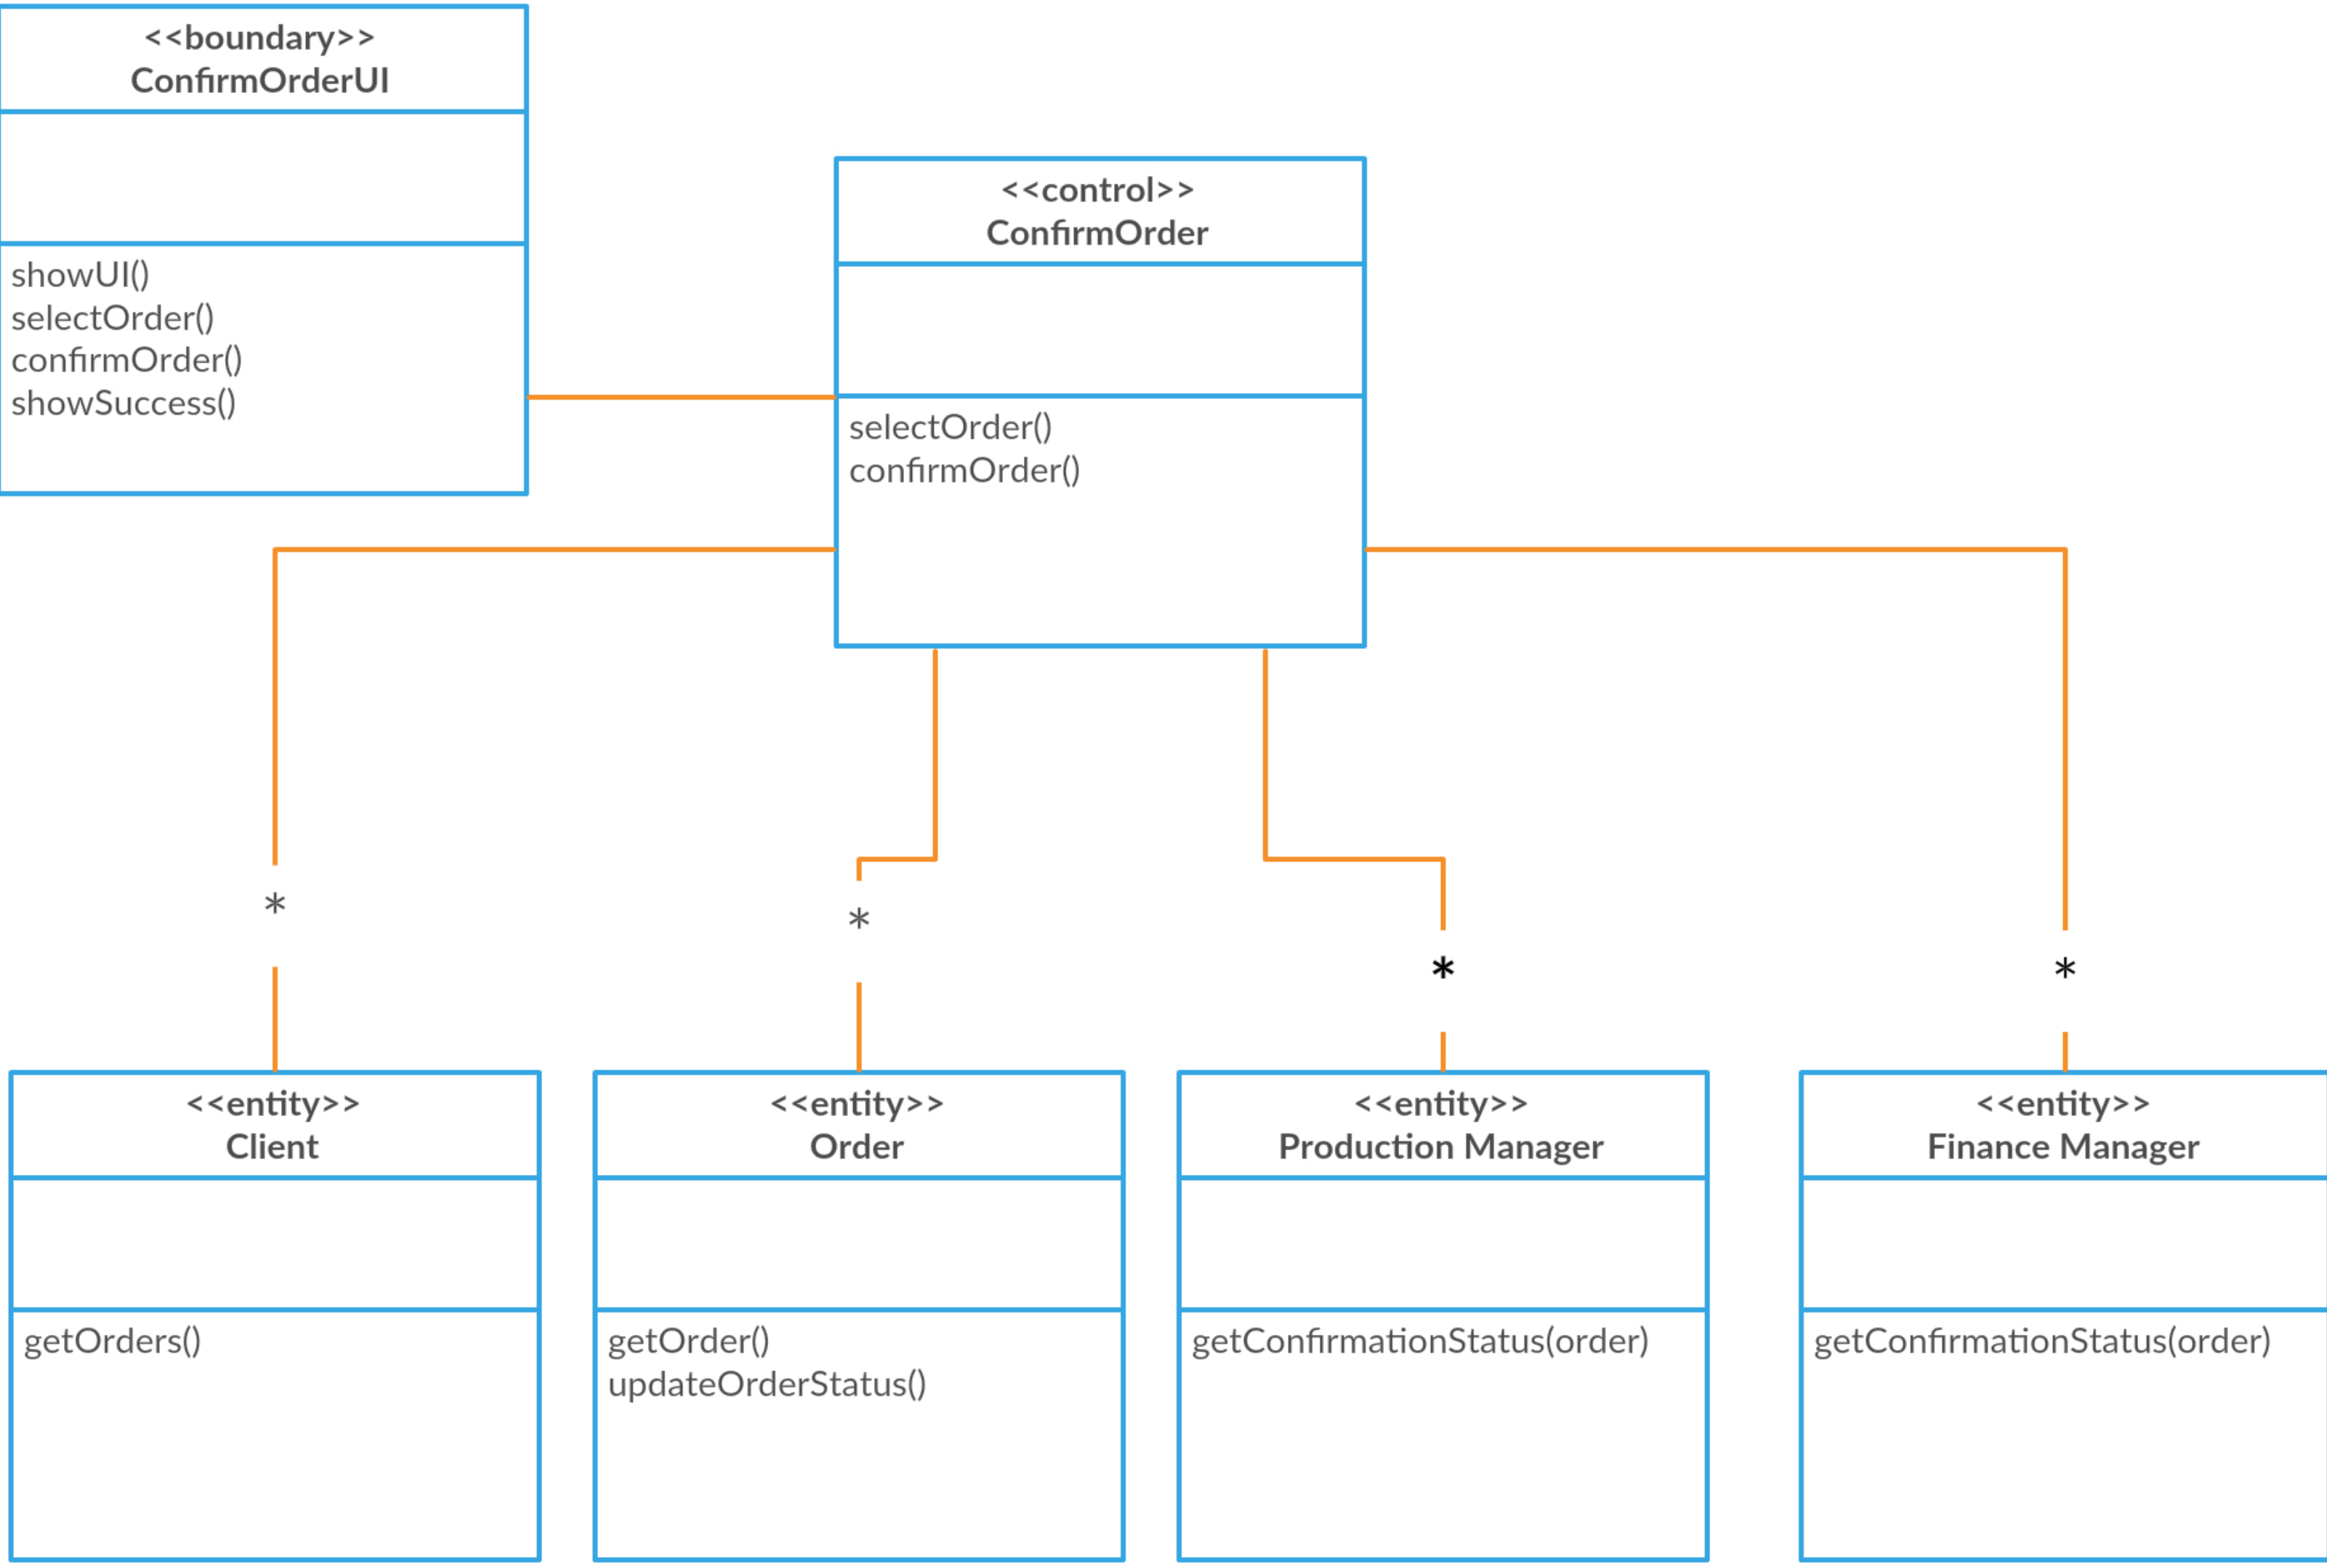 <<boundary>>
ConfirmOrderUI
showUI()
selectOrder()
confirmOrder()
showSuccess()
<<control>>
ConfirmOrder
selectOrder()
confirmOrder()
*
*
*
*
<<entity>>
Client
getOrders()
<<entity>>
Order
getOrder()
updateOrderStatus()
<<entity>>
Production Manager
getConfirmationStatus(order)
<<entity>>
Finance Manager
getConfirmationStatus(order)